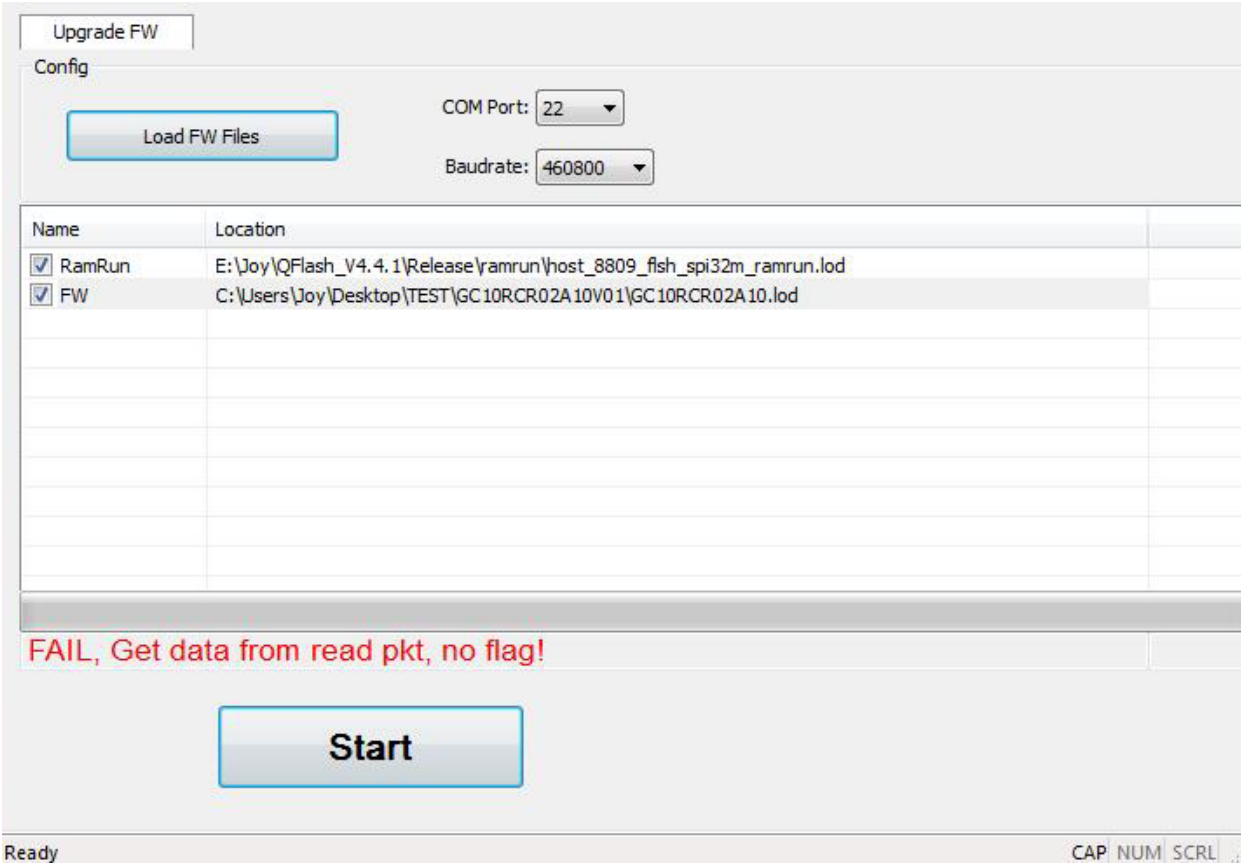 Upgrade FW
Config
Load FW Files
COM Port: 22
Baudrate: 460800
Name Location
RamRun E:\Joy\QFlash_V4.4.1\Release\ramrun\host_8809_flsh_spi32m_ramrun.lod
FW C:\Users\Joy\Desktop\TEST\GC10RCR02A10V01\GC10RCR02A10.lod
FAIL, Get data from read pkt, no flag!
Start
Ready CAP NUM SCRL